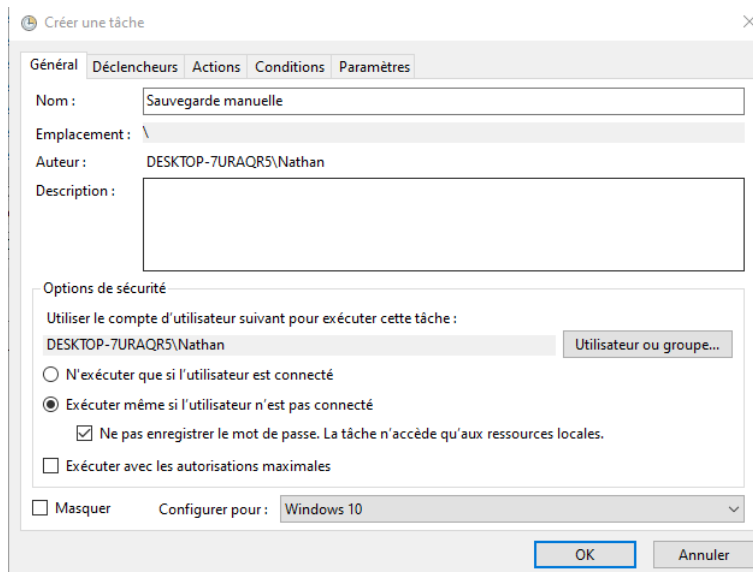 Créer une tâche
Général Déclencheurs Actions Conditions Paramètres
Nom : Sauvegarde manuelle
Emplacement : \
Auteur : DESKTOP-7URAQR5\Nathan
Description :
Options de sécurité
Utiliser le compte d'utilisateur suivant pour exécuter cette tâche :
DESKTOP-7URAQR5\Nathan Utilisateur ou groupe...
N'exécuter que si l'utilisateur est connecté
Exécuter même si l'utilisateur n'est pas connecté
Ne pas enregistrer le mot de passe. La tâche n'accède qu'aux ressources locales.
Exécuter avec les autorisations maximales
Masquer Configurer pour : Windows 10
OK Annuler